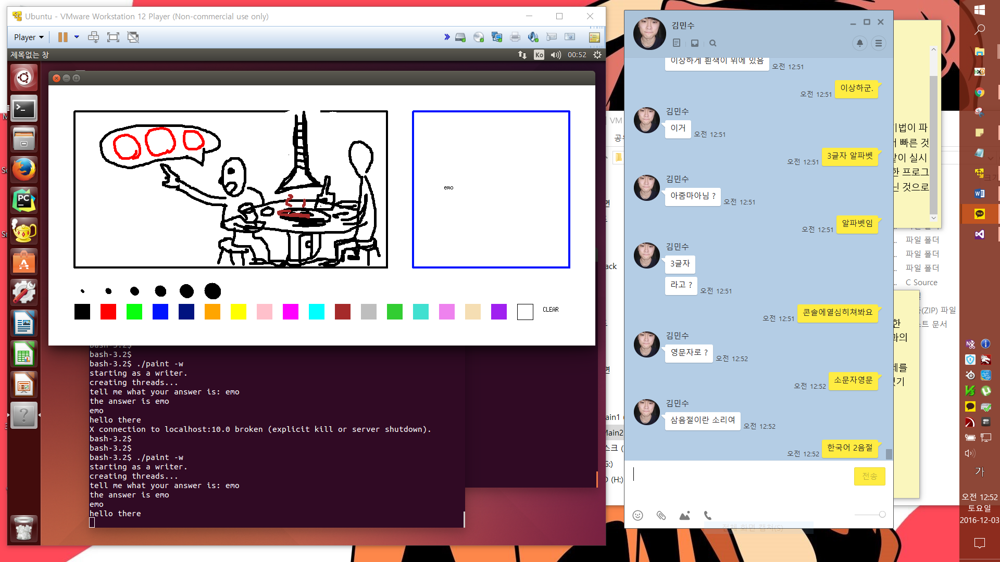 Ubuntu - VMware Workstation 12 Player (Non-commercial use only)
Player
제목없는 창
Ko
00:52
emo
CLEAR
bash-3.2$
bash-3.2$
bash-3.2$ ./paint -w
starting as a writer.
creating threads...
tell me what your answer is: emo
the answer is emo
emo
hello there
X connection to localhost:10.0 broken (explicit kill or server shutdown).
bash-3.2$
bash-3.2$
bash-3.2$ ./paint -w
starting as a writer.
creating threads...
tell me what your answer is: emo
the answer is emo
emo
hello there
김민수
이상하게 흰색이 위에 있음
오전 12:51
이상하군.
오전 12:51
김민수
이거
오전 12:51
3글자 알파벳
오전 12:51
김민수
아줌마아님 ?
오전 12:51
알파벳임
오전 12:51
김민수
3글자
라고 ?
오전 12:51
콘솔에열심히쳐봐요
오전 12:51
김민수
영문자로 ?
오전 12:52
소문자영문
오전 12:52
김민수
삼음절이란 소리여
오전 12:52
한국어 2음절
오전 12:52
전송
전체 화면 캡처(S)
VM
빠른 것
같이 실시
한 프로그
닌 것으로
파일 폴더
파일 폴더
파일 폴더
C Source
(ZIP) 파일
스트 문서
한
과의
ack
ain1
Main2
스크 (
G:)
(H:)
가
오전 12:52
토요일
2016-12-03